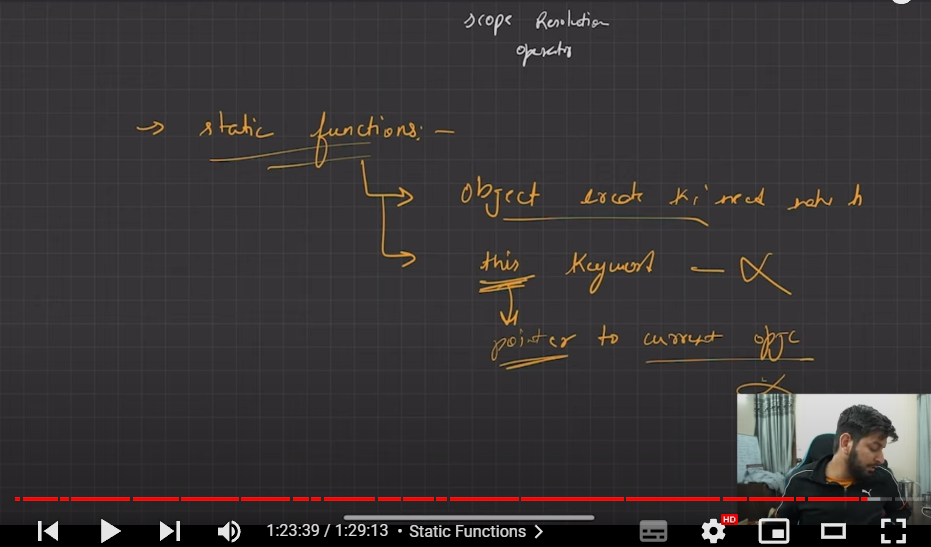 scope Resolution
operator
→ static functions: —
object create ki need nahi h
this keyword —
pointer to current objc
HD
1:23:39 / 1:29:13 • Static Functions >